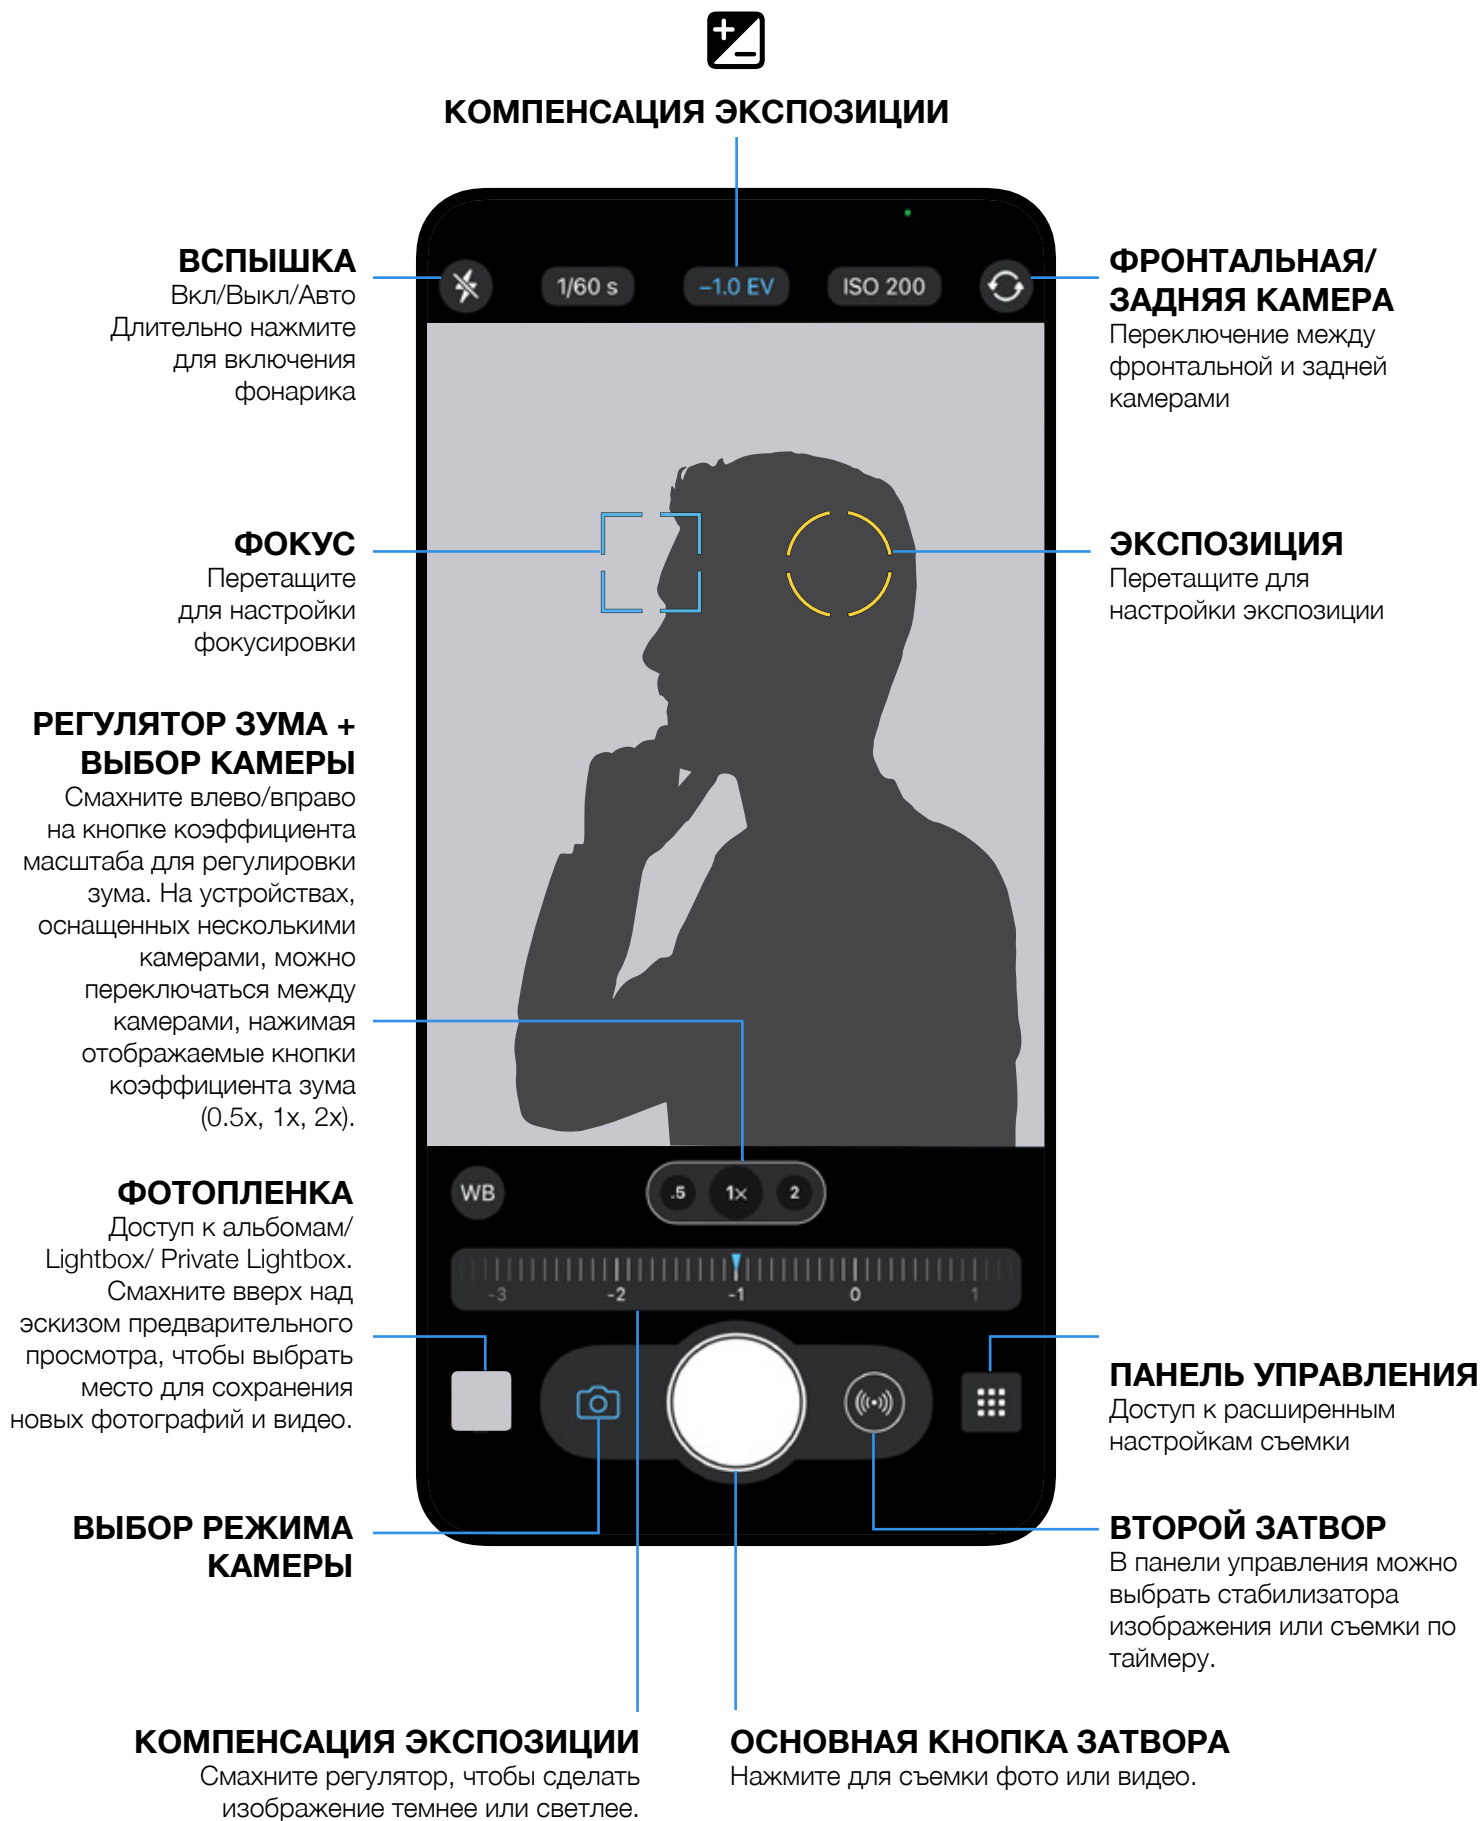 КОМПЕНСАЦИЯ ЭКСПОЗИЦИИ
ВСПЫШКА
Вкл/Выкл/Авто
Длительно нажмите
для включения
фонарика
1/60 s
–1.0 EV
ISO 200
ФРОНТАЛЬНАЯ/
ЗАДНЯЯ КАМЕРА
Переключение между
фронтальной и задней
камерами
ФОКУС
Перетащите
для настройки
фокусировки
ЭКСПОЗИЦИЯ
Перетащите для
настройки экспозиции
РЕГУЛЯТОР ЗУМА +
ВЫБОР КАМЕРЫ
Смахните влево/вправо
на кнопке коэффициента
масштаба для регулировки
зума. На устройствах,
оснащенных несколькими
камерами, можно
переключаться между
камерами, нажимая
отображаемые кнопки
коэффициента зума
(0.5x, 1x, 2x).
WB
.5 1× 2
-3 -2 -1 0 1
ФОТОПЛЕНКА
Доступ к альбомам/
Lightbox/ Private Lightbox.
Смахните вверх над
эскизом предварительного
просмотра, чтобы выбрать
место для сохранения
новых фотографий и видео.
ПАНЕЛЬ УПРАВЛЕНИЯ
Доступ к расширенным
настройкам съемки
ВЫБОР РЕЖИМА
КАМЕРЫ
ВТОРОЙ ЗАТВОР
В панели управления можно
выбрать стабилизатора
изображения или съемки по
таймеру.
КОМПЕНСАЦИЯ ЭКСПОЗИЦИИ
Смахните регулятор, чтобы сделать
изображение темнее или светлее.
ОСНОВНАЯ КНОПКА ЗАТВОРА
Нажмите для съемки фото или видео.